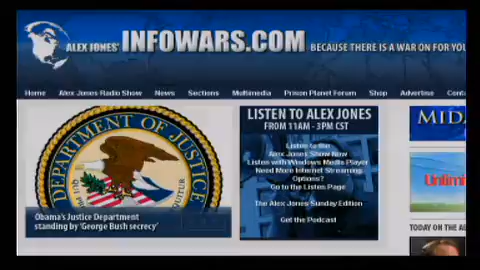 ALEX JONES' INFOWARS.COM BECAUSE THERE IS A WAR ON FOR YOU
Home Alex Jones Radio Show News Sections Multimedia Prison Planet Forum Shop Advertise Conta
DEPARTMENT OF JUSTICE
Obama's Justice Department
standing by 'George Bush secrecy'
LISTEN TO ALEX JONES
FROM 11AM - 3PM CST
Listen to the
Alex Jones Show Now
Listen with Windows Media Player
Need More Internet Streaming
Options?
Go to the Listen Page
The Alex Jones Sunday Edition
Get the Podcast
MIDA
Unlimit
TODAY ON THE AL